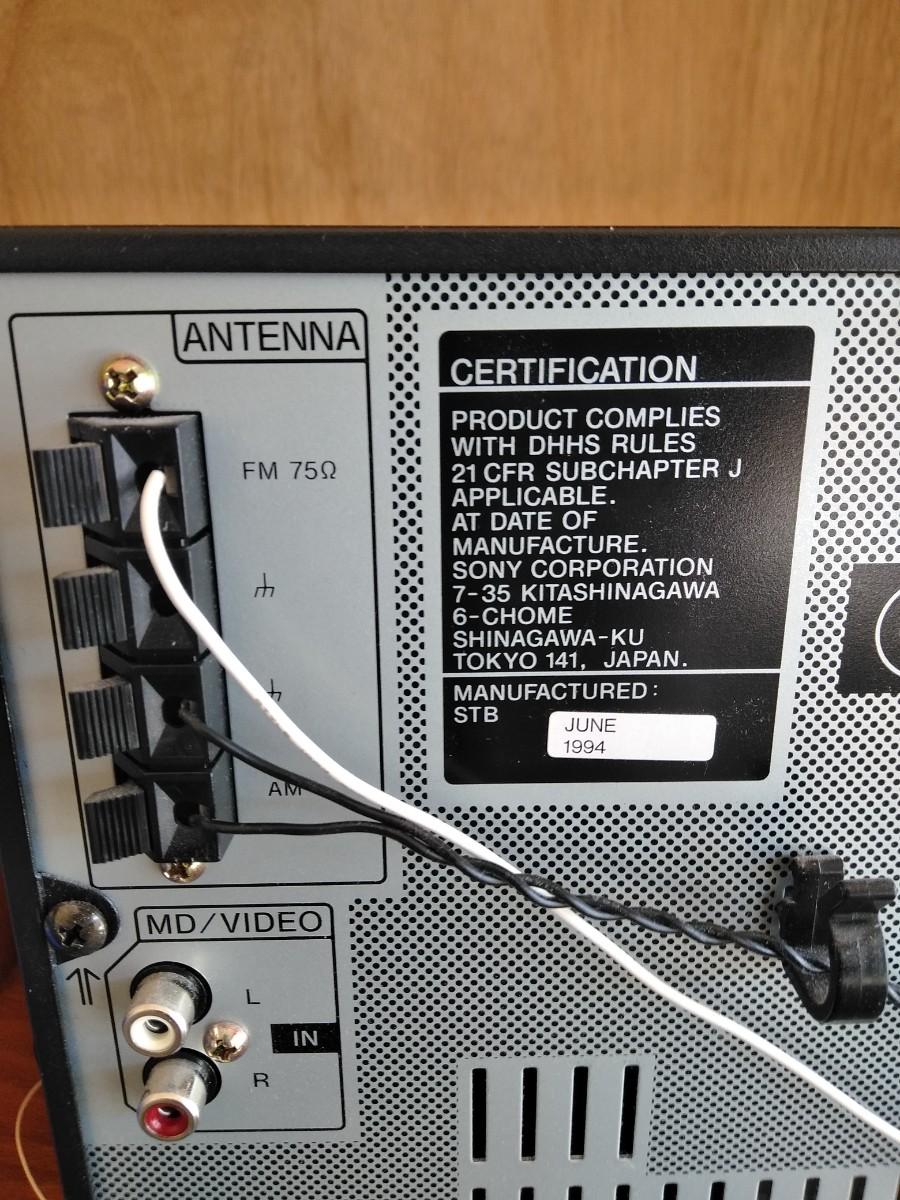 ANTENNA
FM 75Ω
AM
CERTIFICATION
PRODUCT COMPLIES
WITH DHHS RULES
21 CFR SUBCHAPTER J
APPLICABLE.
AT DATE OF
MANUFACTURE.
SONY CORPORATION
7-35 KITASHINAGAWA
6-CHOME
SHINAGAWA-KU
TOKYO 141, JAPAN.
MANUFACTURED:
STB
JUNE
1994
MD/VIDEO
L
IN
R